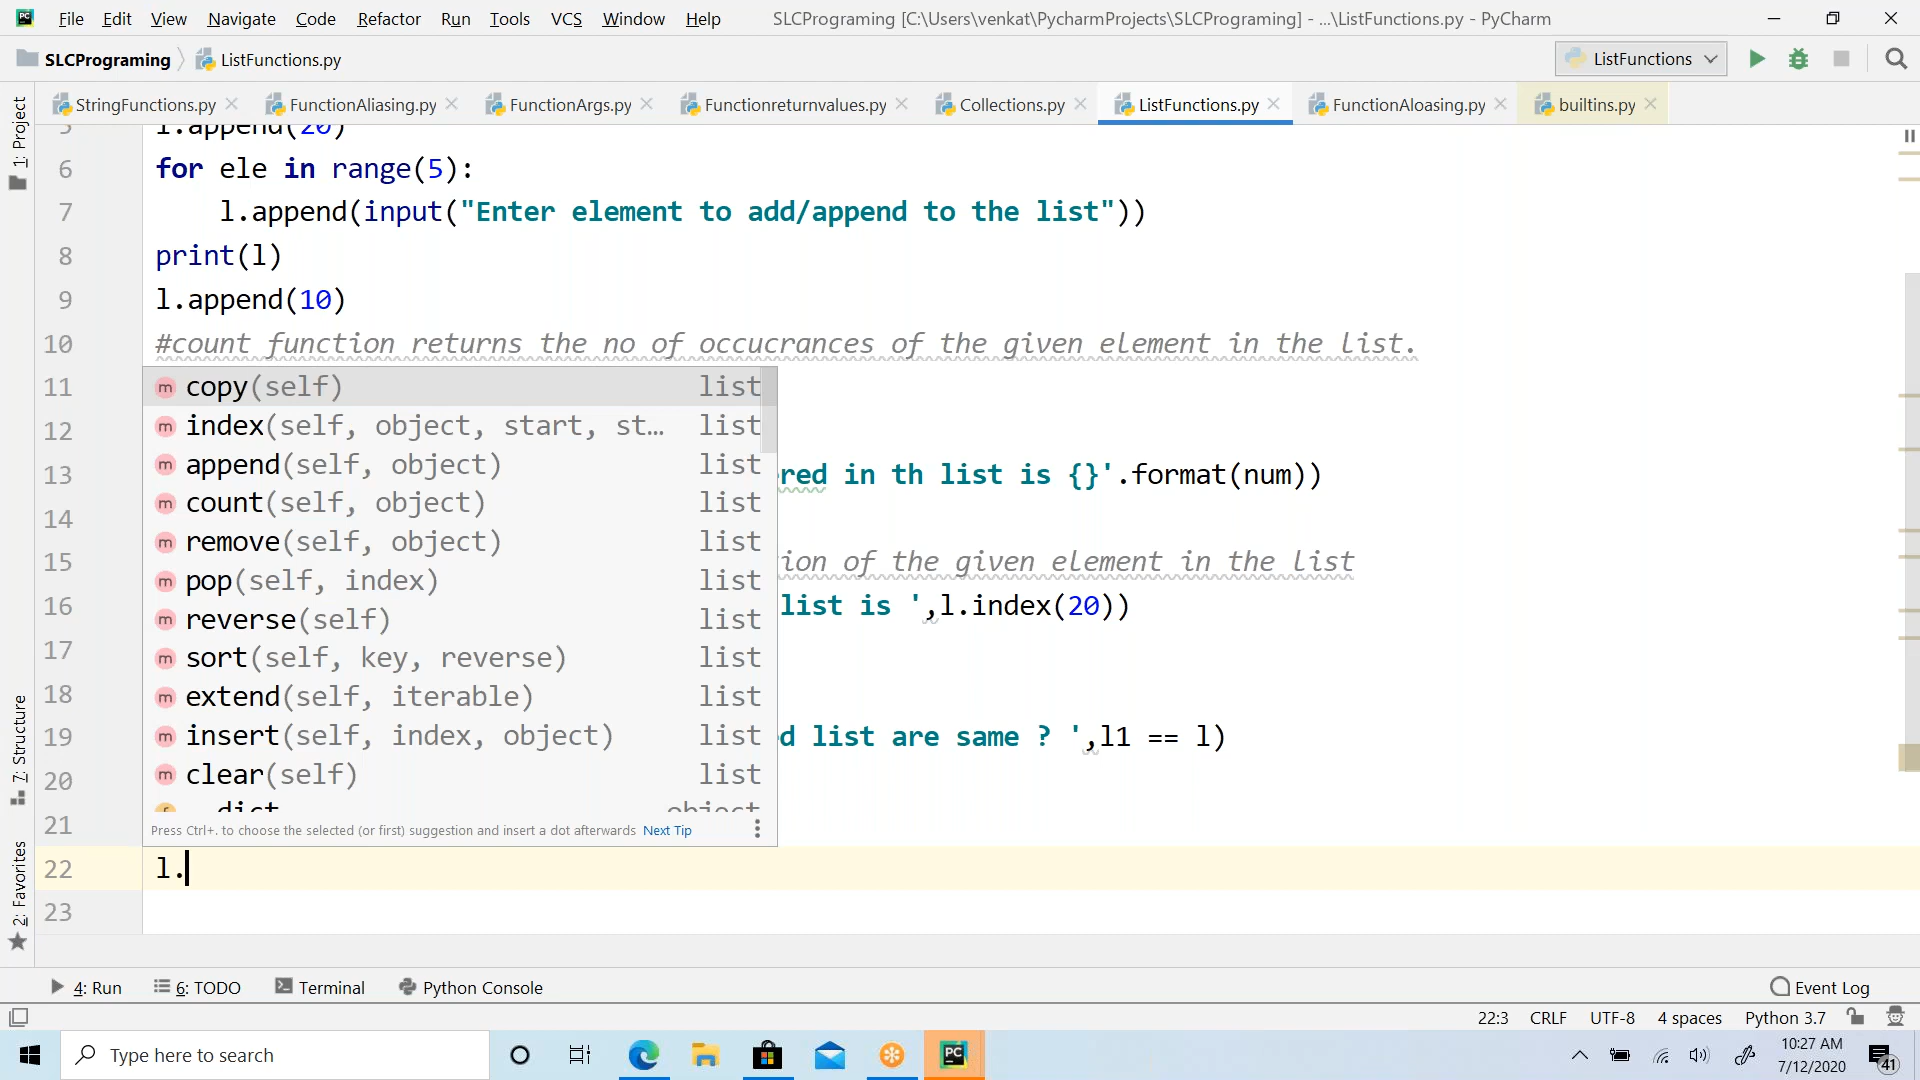 File Edit View Navigate Code Refactor Run Tools VCS Window Help SLCPrograming [C:\Users\venkat\PycharmProjects\SLCPrograming] - ...\ListFunctions.py - PyCharm
SLCPrograming ListFunctions.py ListFunctions
StringFunctions.py FunctionAliasing.py FunctionArgs.py Functionreturnvalues.py Collections.py ListFunctions.py FunctionAloasing.py builtins.py
1: Project
7: Structure
2: Favorites
5 l.append(20)
6 for ele in range(5):
7 l.append(input("Enter element to add/append to the list"))
8 print(l)
9 l.append(10)
10 #count function returns the no of occucrances of the given element in the list.
11 copy(self) list
12 index(self, object, start, st... list
append(self, object) list
13 red in th list is {}'.format(num))
14 count(self, object) list
remove(self, object) list
15 ion of the given element in the list
pop(self, index) list
16 list is ',l.index(20))
reverse(self) list
17 sort(self, key, reverse) list
18 extend(self, iterable) list
19 insert(self, index, object) list d list are same ? ',l1 == l)
20 clear(self) list
dict object
21 Press Ctrl+. to choose the selected (or first) suggestion and insert a dot afterwards Next Tip
22 l.
23
4: Run 6: TODO Terminal Python Console Event Log
22:3 CRLF UTF-8 4 spaces Python 3.7
Type here to search PC 10:27 AM
7/12/2020 41